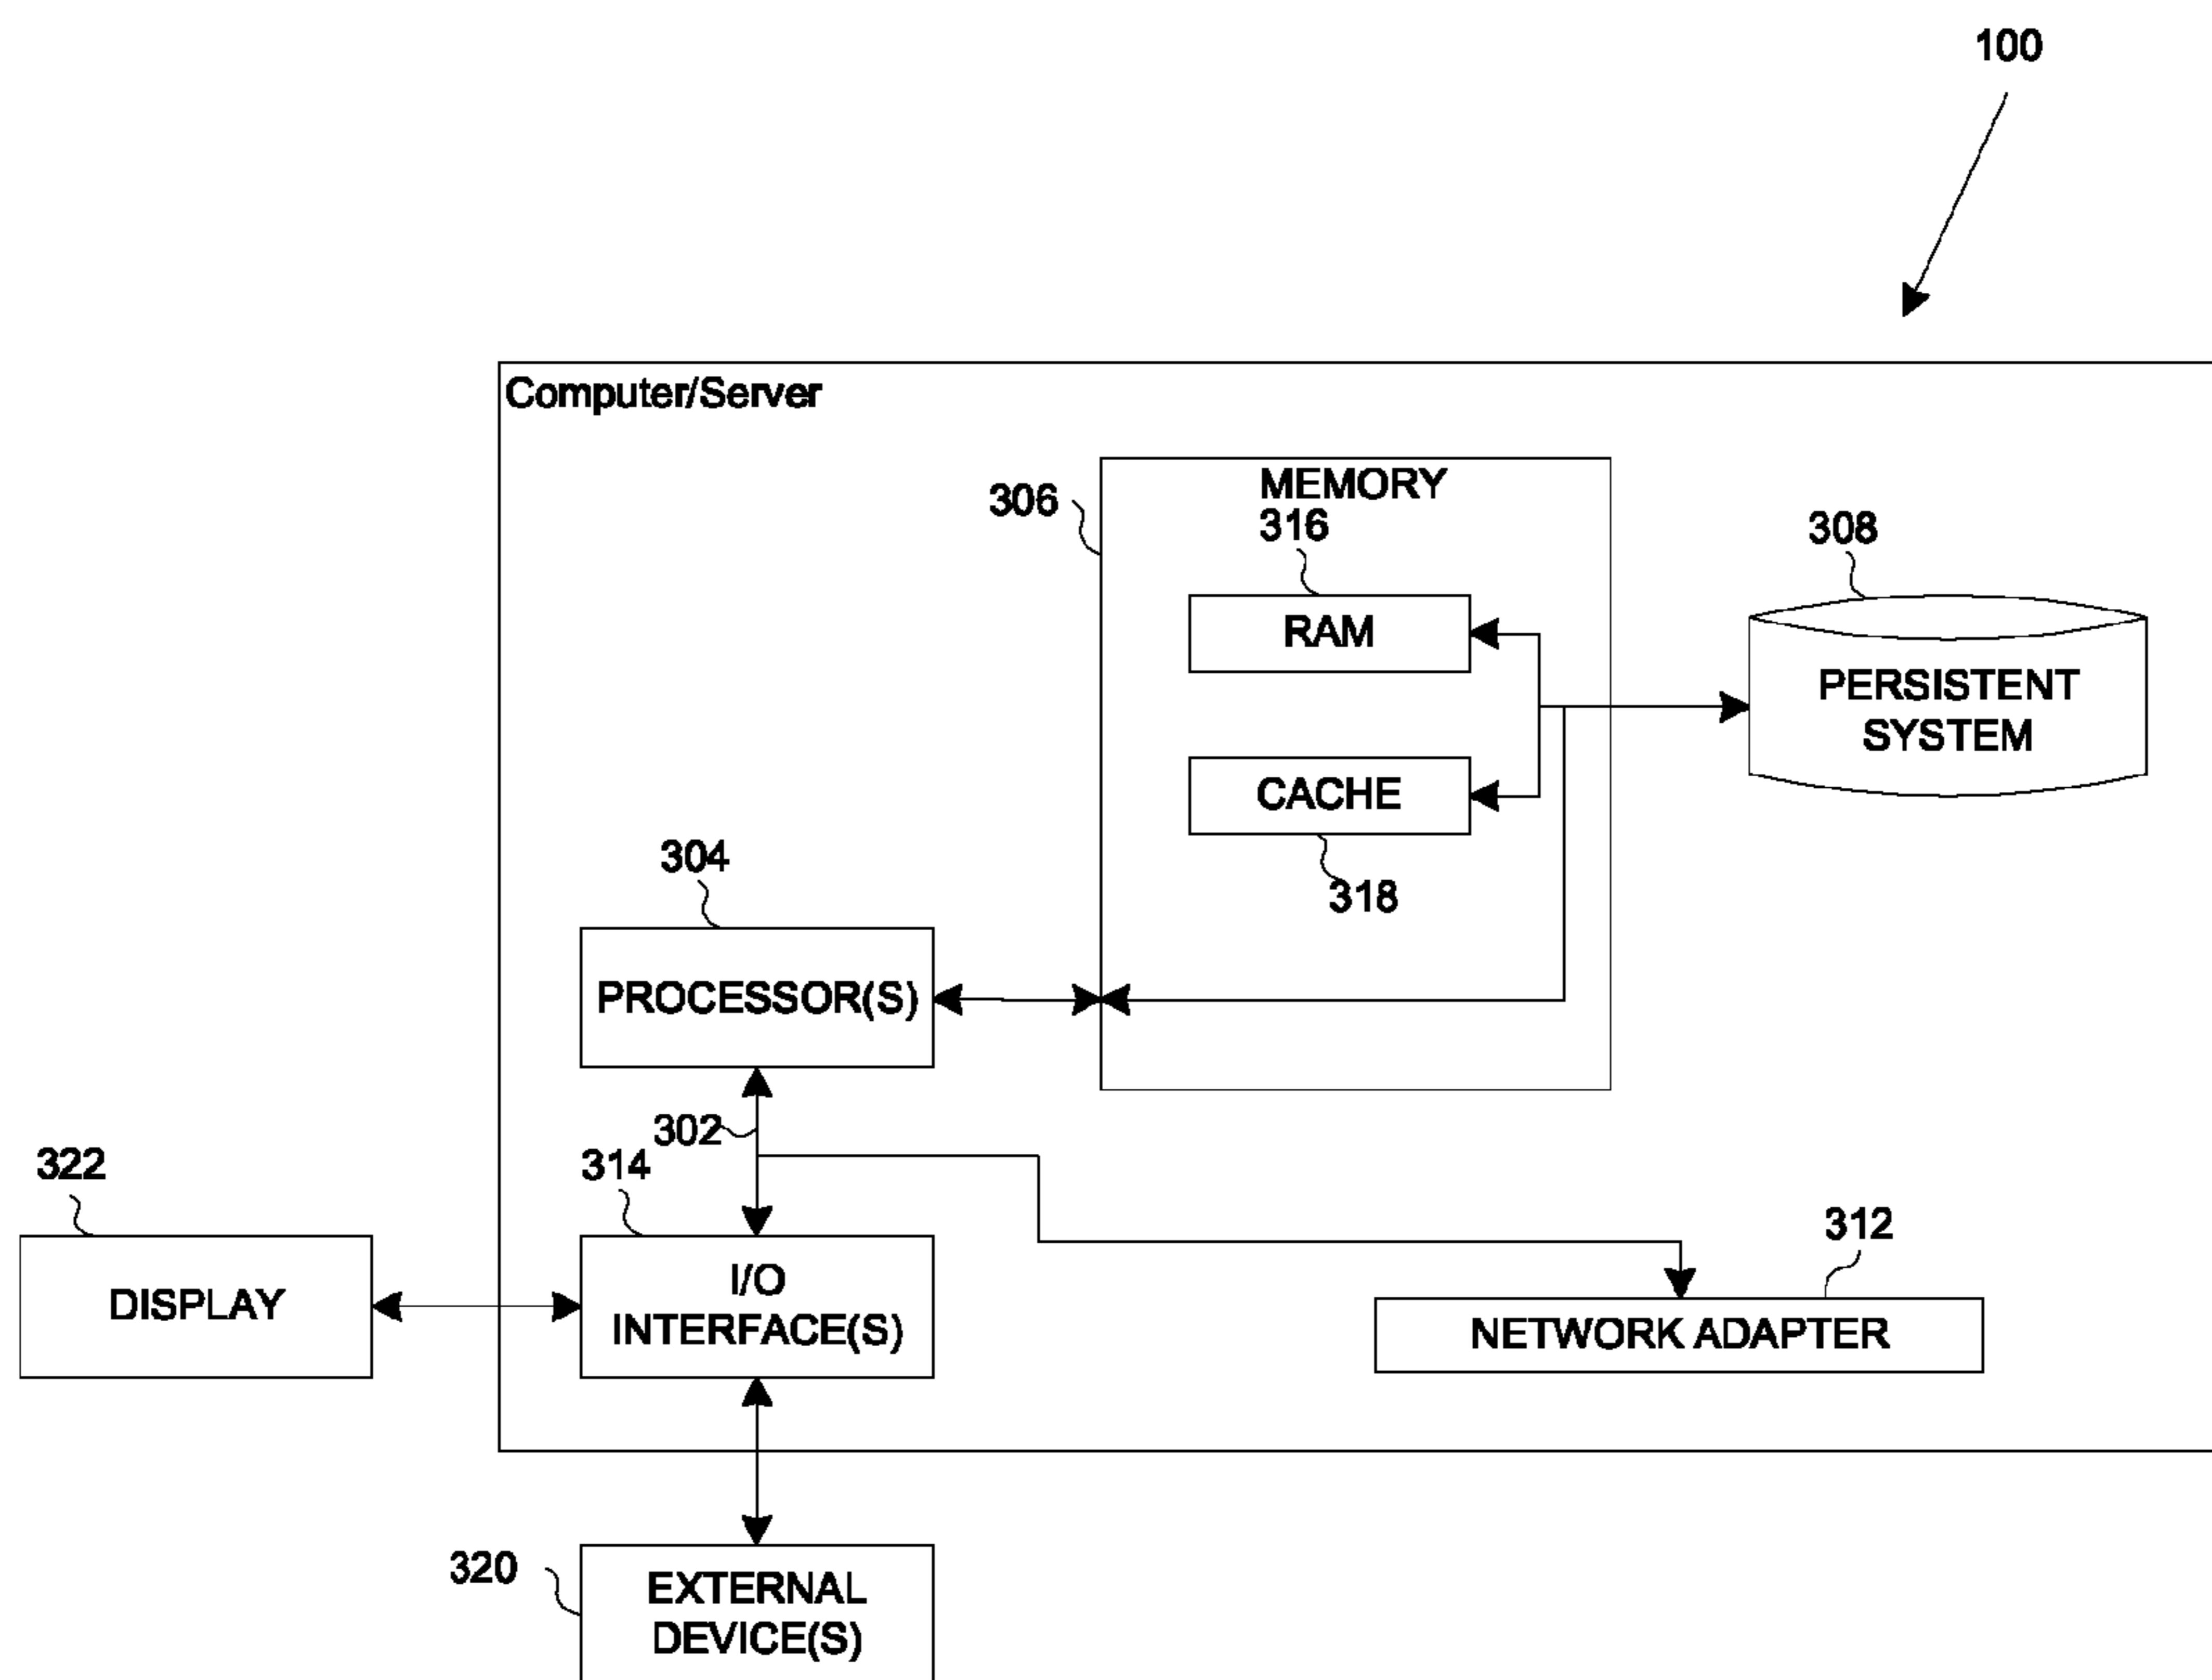 100
Computer/Server
306
MEMORY
316
308
RAM
PERSISTENT
SYSTEM
CACHE
304
318
PROCESSOR(S)
302
322
314
312
DISPLAY
I/O
INTERFACE(S)
NETWORK ADAPTER
320
EXTERNAL
DEVICE(S)